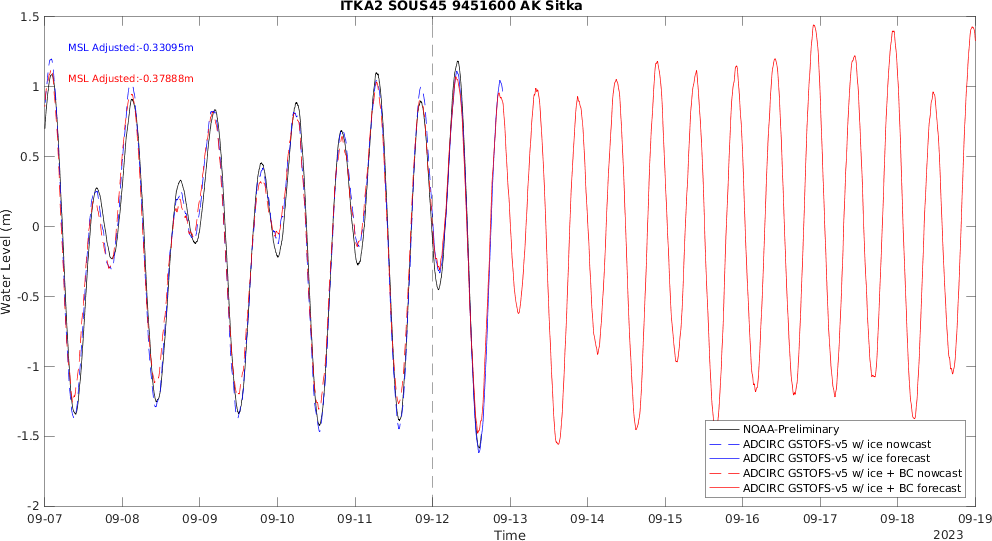 ITKA2 SOUS45 9451600 AK Sitka
MSL Adjusted:-0.33095m
MSL Adjusted:-0.37888m
Water Level (m)
1.5
1
0.5
0
-0.5
-1
-1.5
-2
NOAA-Preliminary
ADCIRC GSTOFS-v5 w/ ice nowcast
ADCIRC GSTOFS-v5 w/ ice forecast
ADCIRC GSTOFS-v5 w/ ice + BC nowcast
ADCIRC GSTOFS-v5 w/ ice + BC forecast
09-07 09-08 09-09 09-10 09-11 09-12 09-13 09-14 09-15 09-16 09-17 09-18 09-19
Time
2023